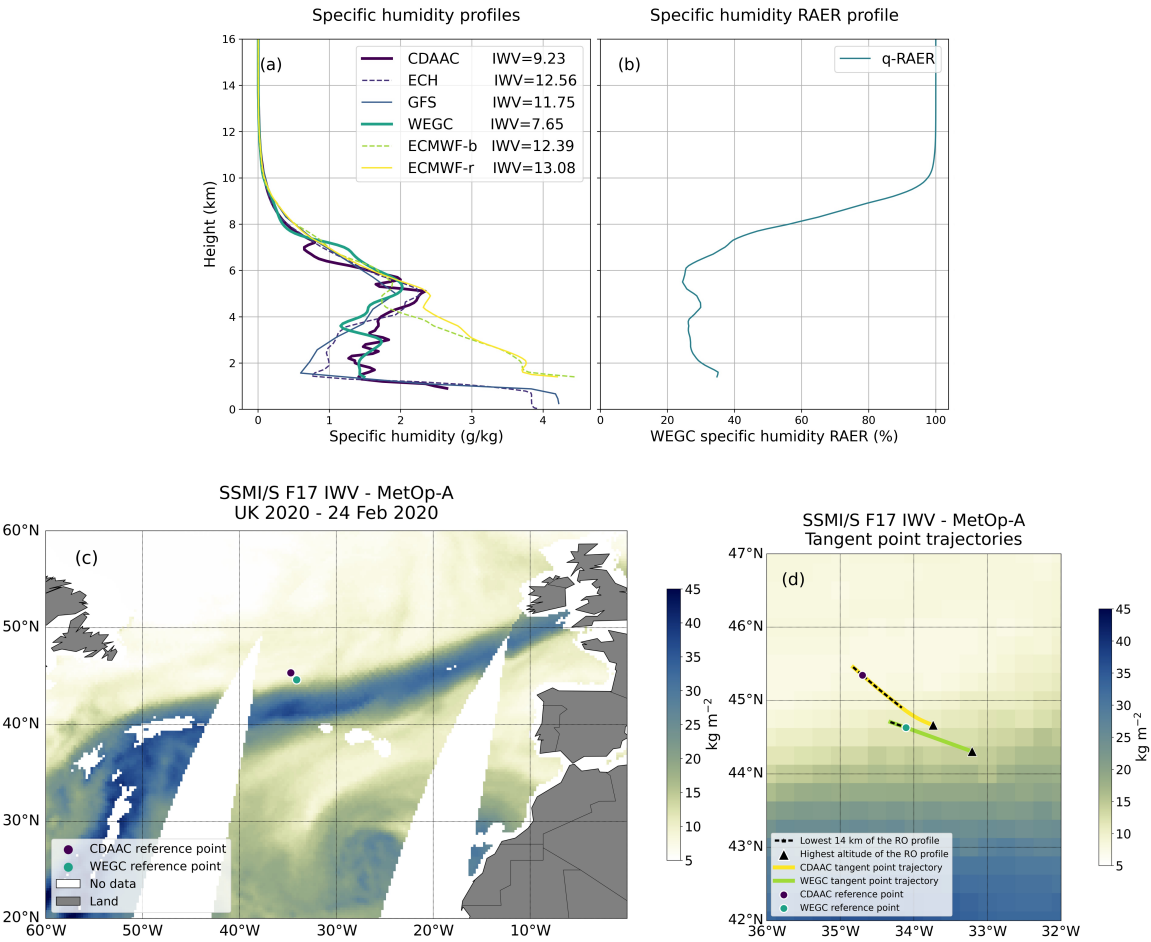 Specific humidity profiles
Specific humidity RAER profile
(a)
CDAAC IWV=9.23
ECH IWV=12.56
GFS IWV=11.75
WEGC IWV=7.65
ECMWF-b IWV=12.39
ECMWF-r IWV=13.08
Height (km)
16
14
12
10
8
6
4
2
0
0 1 2 3 4
Specific humidity (g/kg)
(b)
q-RAER
0 20 40 60 80 100
WEGC specific humidity RAER (%)
SSMI/S F17 IWV - MetOp-A
UK 2020 - 24 Feb 2020
(c)
60°N
50°N
40°N
30°N
20°N
60°W 50°W 40°W 30°W 20°W 10°W
CDAAC reference point
WEGC reference point
No data
Land
45
40
35
30
25
20
15
10
5
kg m−2
SSMI/S F17 IWV - MetOp-A
Tangent point trajectories
(d)
47°N
46°N
45°N
44°N
43°N
42°N
36°W 35°W 34°W 33°W 32°W
Lowest 14 km of the RO profile
Highest altitude of the RO profile
CDAAC tangent point trajectory
WEGC tangent point trajectory
CDAAC reference point
WEGC reference point
45
40
35
30
25
20
15
10
5
kg m−2